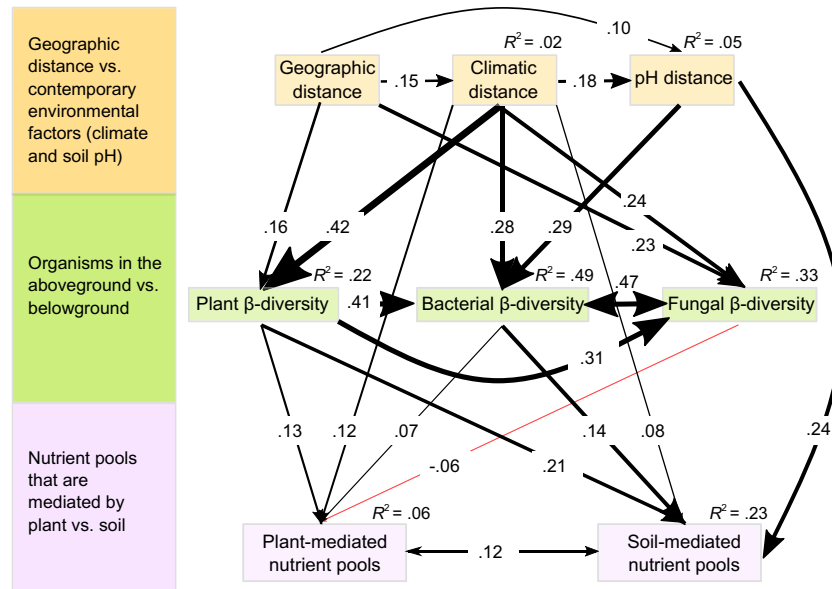 Geographic
distance vs.
contemporary
environmental
factors (climate
and soil pH)
Organisms in the
aboveground vs.
belowground
Nutrient pools
that are
mediated by
plant vs. soil
.10
R² = .02
R² = .05
Geographic
distance
.15
Climatic
distance
.18
pH distance
.16
.42
.28
.29
.24
.23
R² = .22
R² = .49
.47
R² = .33
Plant β-diversity
.41
Bacterial β-diversity
Fungal β-diversity
.31
.13
.12
.07
.14
.08
.24
-.06
.21
R² = .06
R² = .23
Plant-mediated
nutrient pools
.12
Soil-mediated
nutrient pools